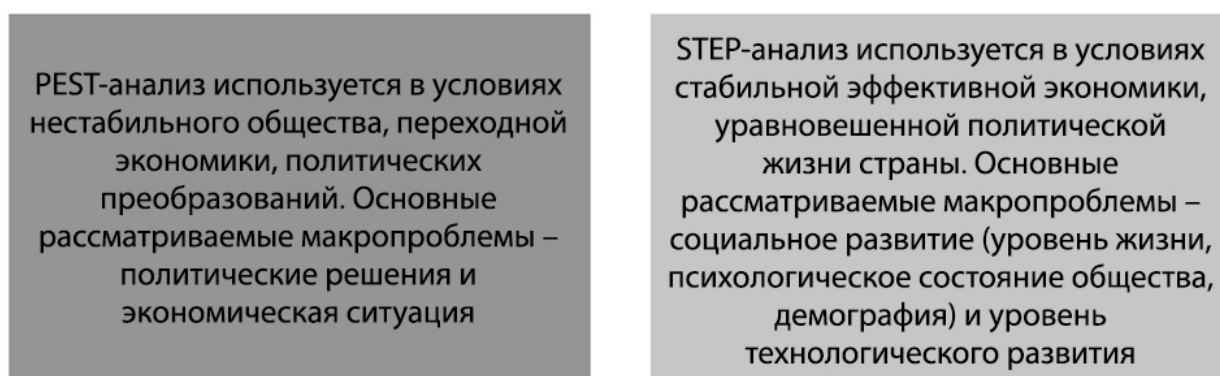 PEST-анализ используется в условиях
нестабильного общества, переходной
экономики, политических
преобразований. Основные
рассматриваемые макропроблемы –
политические решения и
экономическая ситуация
STEP-анализ используется в условиях
стабильной эффективной экономики,
уравновешенной политической
жизни страны. Основные
рассматриваемые макропроблемы –
социальное развитие (уровень жизни,
психологическое состояние общества,
демография) и уровень
технологического развития